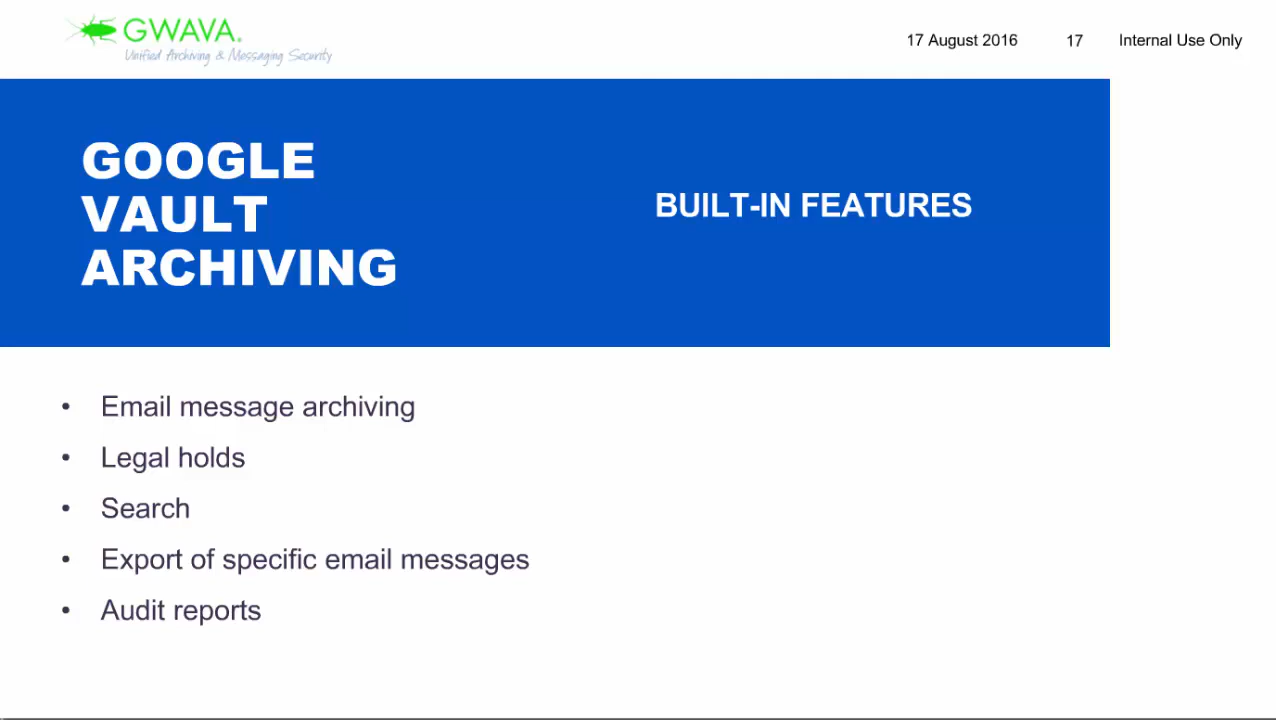 GWAVA.
Unified Archiving & Messaging Security
17 August 2016 17 Internal Use Only
GOOGLE
VAULT
ARCHIVING
BUILT-IN FEATURES
• Email message archiving
• Legal holds
• Search
• Export of specific email messages
• Audit reports